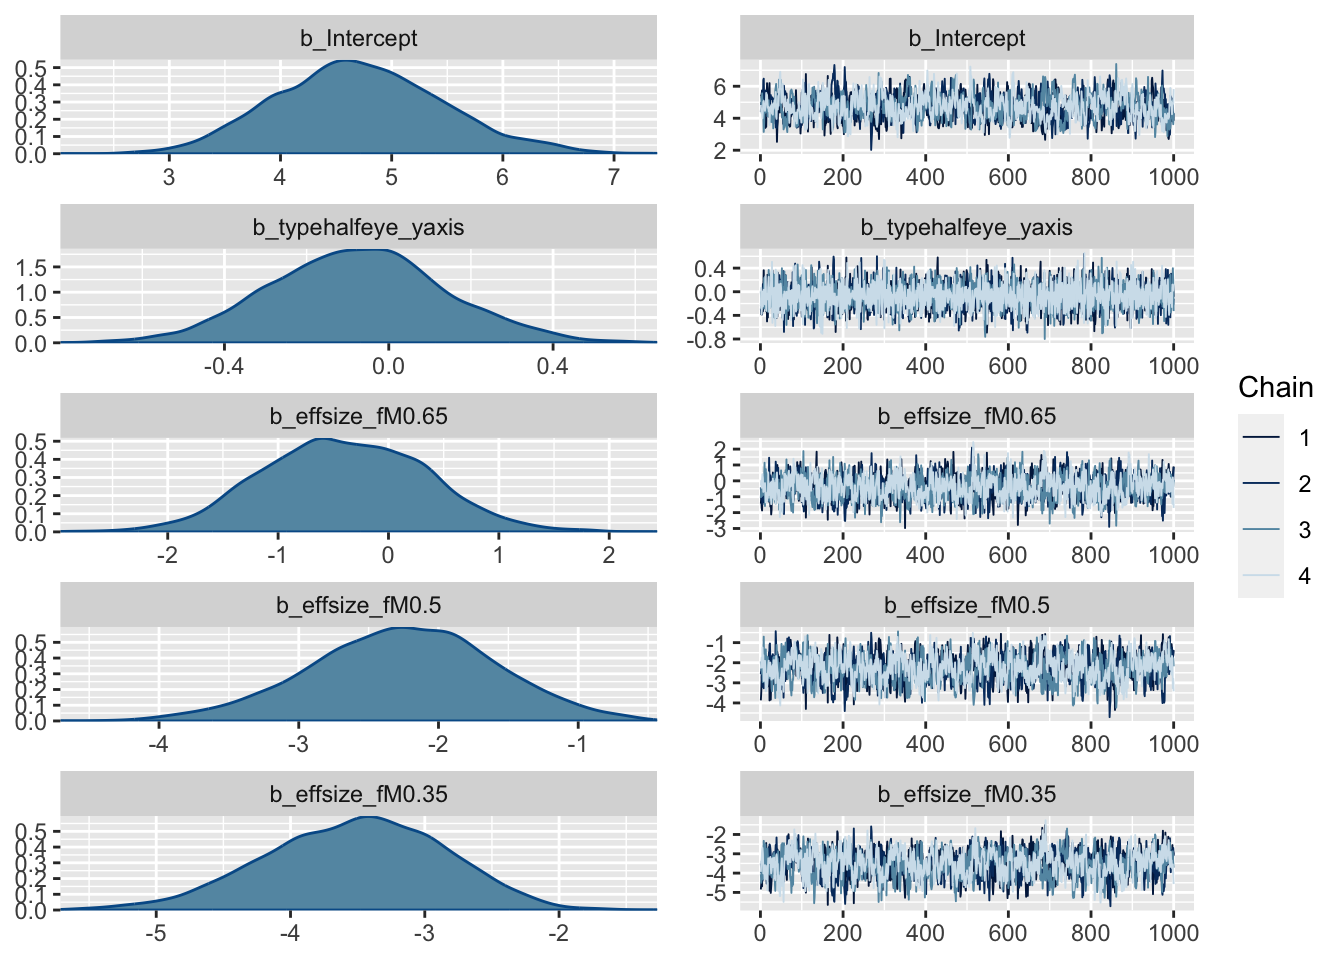 b_Intercept
b_Intercept
0.5
0.4
0.3
0.2
0.1
0.0
3 4 5 6 7
6
4
2
0 200 400 600 800 1000
b_typehalfeye_yaxis
b_typehalfeye_yaxis
1.5
1.0
0.5
0.0
-0.4 0.0 0.4
0.4
0.0
-0.4
-0.8
0 200 400 600 800 1000
b_effsize_fM0.65
b_effsize_fM0.65
0.5
0.4
0.3
0.2
0.1
0.0
-2 -1 0 1 2
2
1
0
-1
-2
-3
0 200 400 600 800 1000
b_effsize_fM0.5
b_effsize_fM0.5
0.5
0.4
0.3
0.2
0.1
0.0
-4 -3 -2 -1
-1
-2
-3
-4
0 200 400 600 800 1000
b_effsize_fM0.35
b_effsize_fM0.35
0.5
0.4
0.3
0.2
0.1
0.0
-5 -4 -3 -2
-2
-3
-4
-5
0 200 400 600 800 1000
Chain
1
2
3
4